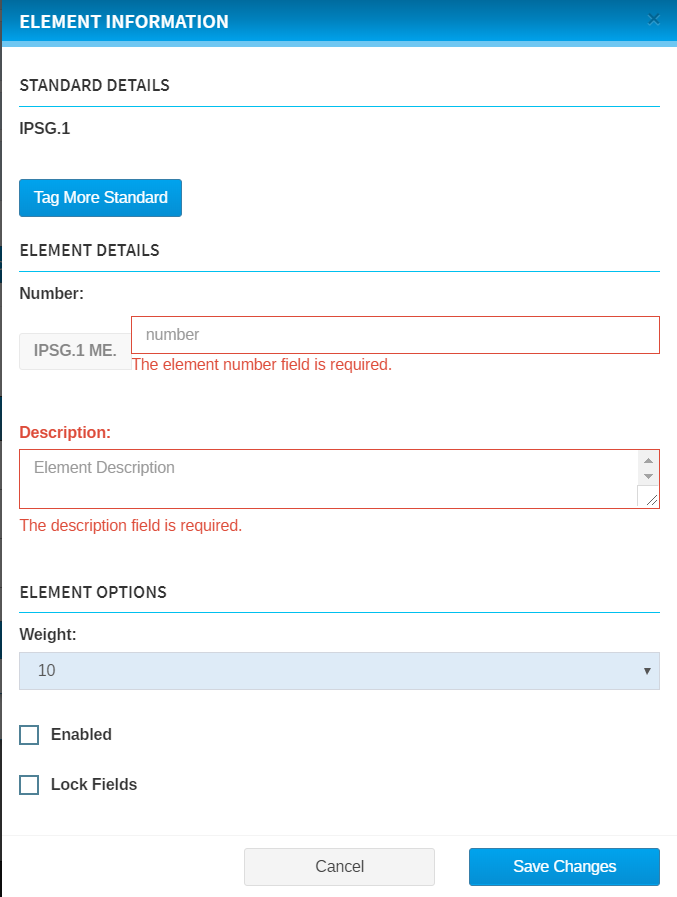 ELEMENT INFORMATION
STANDARD DETAILS
IPSG.1
Tag More Standard
ELEMENT DETAILS
Number:
number
IPSG.1 ME.
The element number field is required.
Description:
Element Description
The description field is required.
ELEMENT OPTIONS
Weight:
10
Enabled
Lock Fields
Cancel
Save Changes